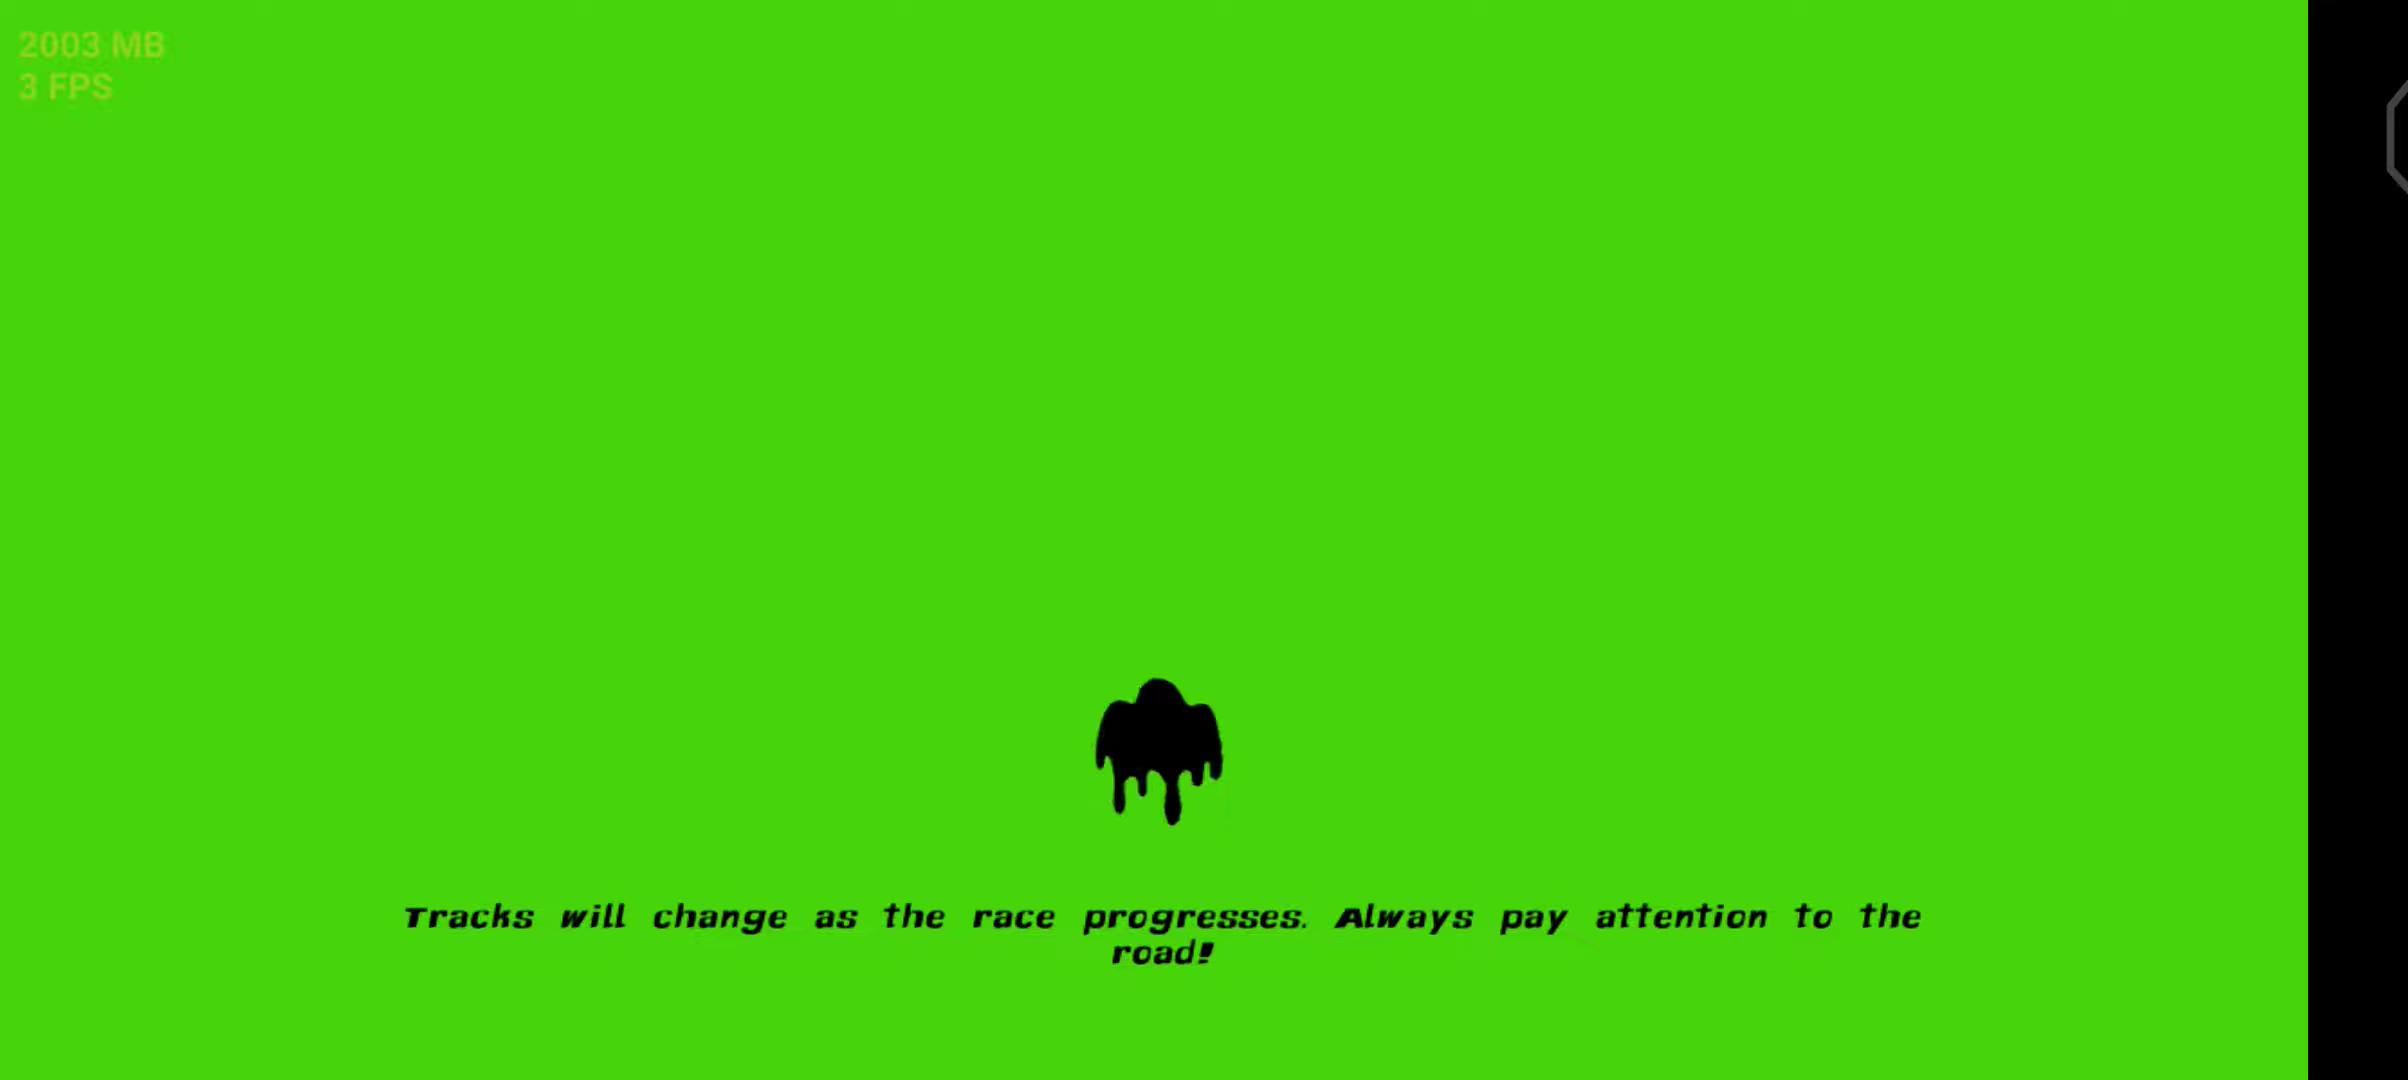 2003 MB
3 FPS
Tracks will change as the race progresses. Always pay attention to the
road!